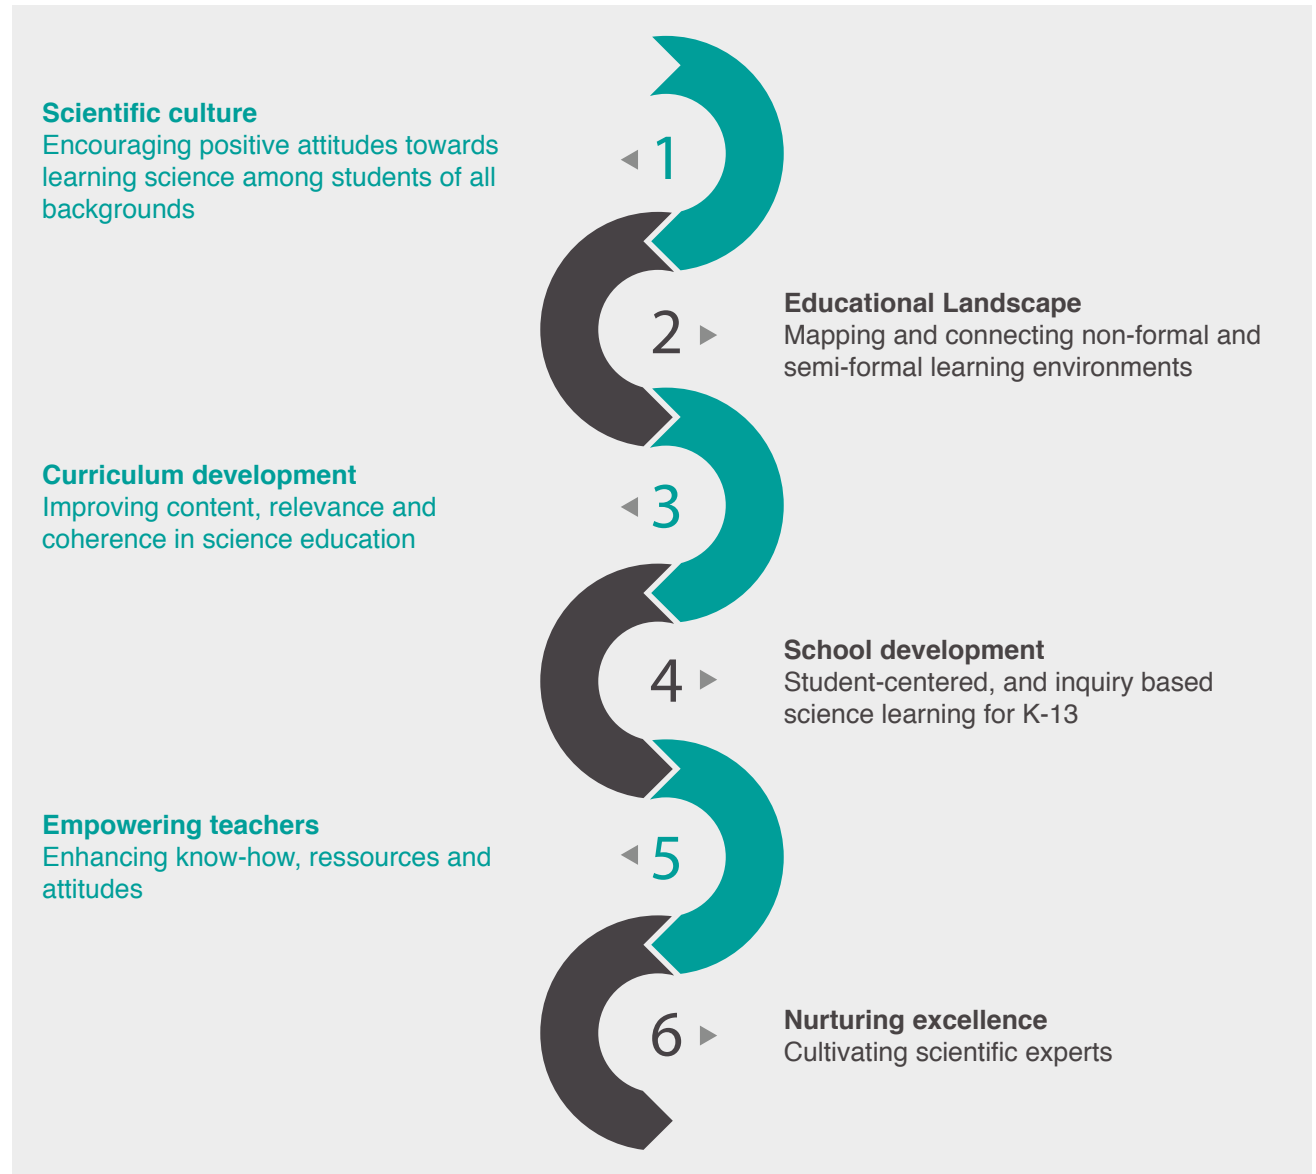 Scientific culture
Encouraging positive attitudes towards
learning science among students of all
backgrounds
1
2
Educational Landscape
Mapping and connecting non-formal and
semi-formal learning environments
Curriculum development
Improving content, relevance and
coherence in science education
3
4
School development
Student-centered, and inquiry based
science learning for K-13
Empowering teachers
Enhancing know-how, ressources and
attitudes
5
6
Nurturing excellence
Cultivating scientific experts